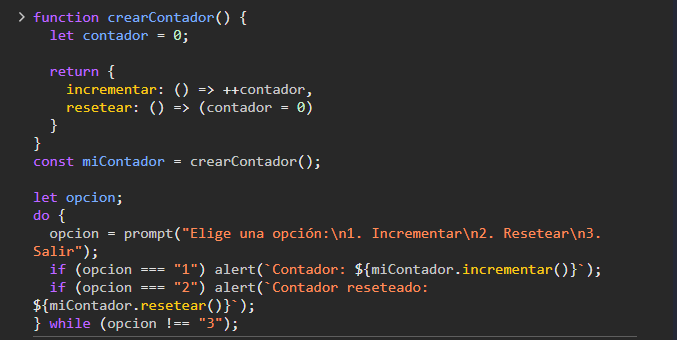 function crearContador() {
  let contador = 0;

  return {
    incrementar: () => ++contador,
    resetear: () => (contador = 0)
  }
}
const miContador = crearContador();

let opcion;
do {
  opcion = prompt("Elige una opción:\n1. Incrementar\n2. Resetear\n3.
Salir");
  if (opcion === "1") alert(`Contador: ${miContador.incrementar()}`);
  if (opcion === "2") alert(`Contador reseteado:
${miContador.resetear()}`);
} while (opcion !== "3");